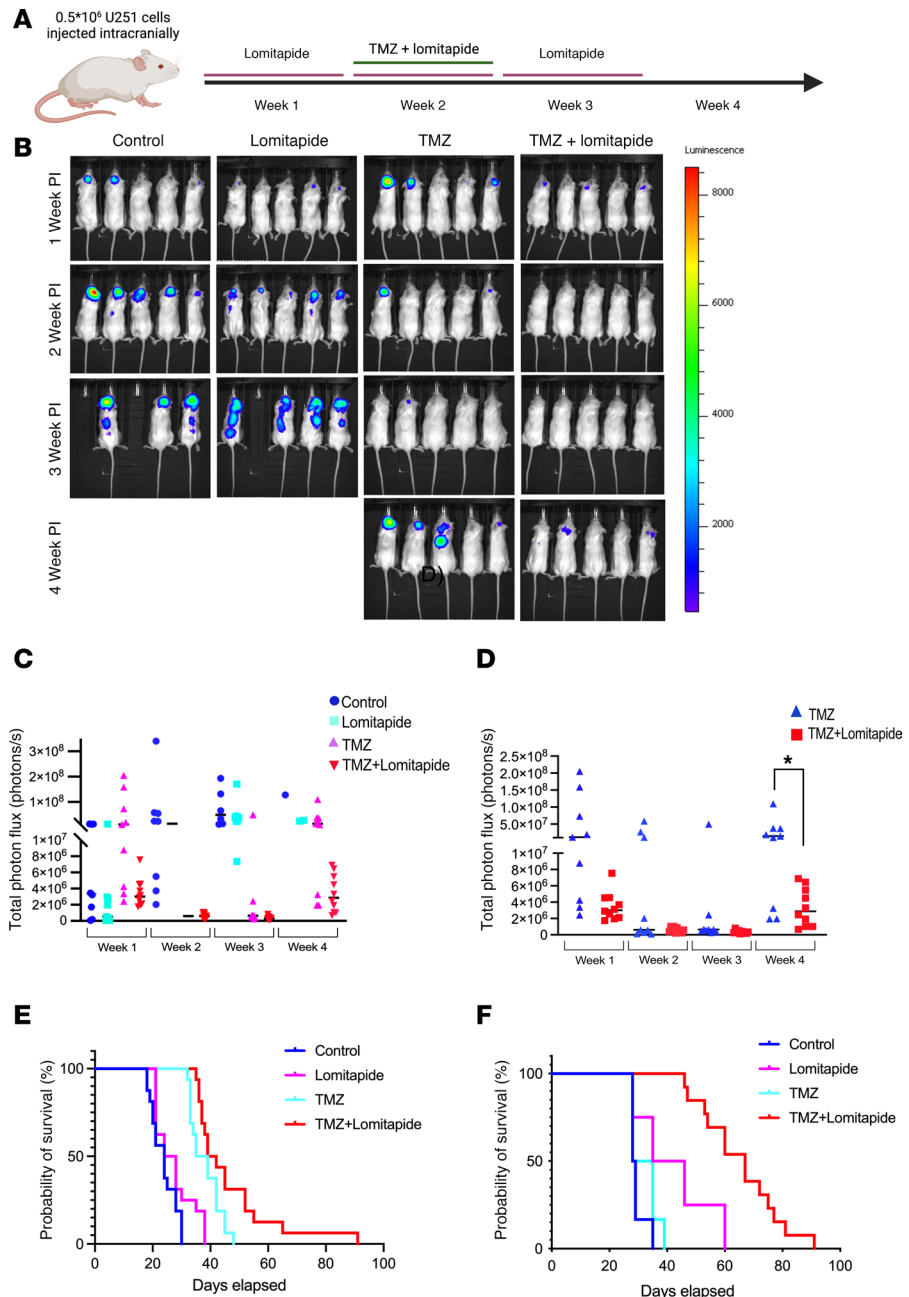 A
0.5*10⁶ U251 cells
injected intracranially
Lomitapide
TMZ + lomitapide
Lomitapide
Week 1
Week 2
Week 3
Week 4
B
Control
Lomitapide
TMZ
TMZ + lomitapide
1 Week PI
2 Week PI
3 Week PI
4 Week PI
D)
Luminescence
8000
6000
4000
2000
C
Total photon flux (photons/s)
3×10⁸
2×10⁸
1×10⁸
1×10⁷
8×10⁶
6×10⁶
4×10⁶
2×10⁶
0
Week 1
Week 2
Week 3
Week 4
Control
Lomitapide
TMZ
TMZ+Lomitapide
D
Total photon flux (photons/s)
2.5×10⁸
2.0×10⁸
1.5×10⁸
1.0×10⁸
5.0×10⁷
1×10⁷
8×10⁶
6×10⁶
4×10⁶
2×10⁶
0
Week 1
Week 2
Week 3
Week 4
TMZ
TMZ+Lomitapide
*
E
Probability of survival (%)
100
50
0
0
20
40
60
80
100
Days elapsed
Control
Lomitapide
TMZ
TMZ+Lomitapide
F
Probability of survival (%)
100
50
0
0
20
40
60
80
100
Days elapsed
Control
Lomitapide
TMZ
TMZ+Lomitapide